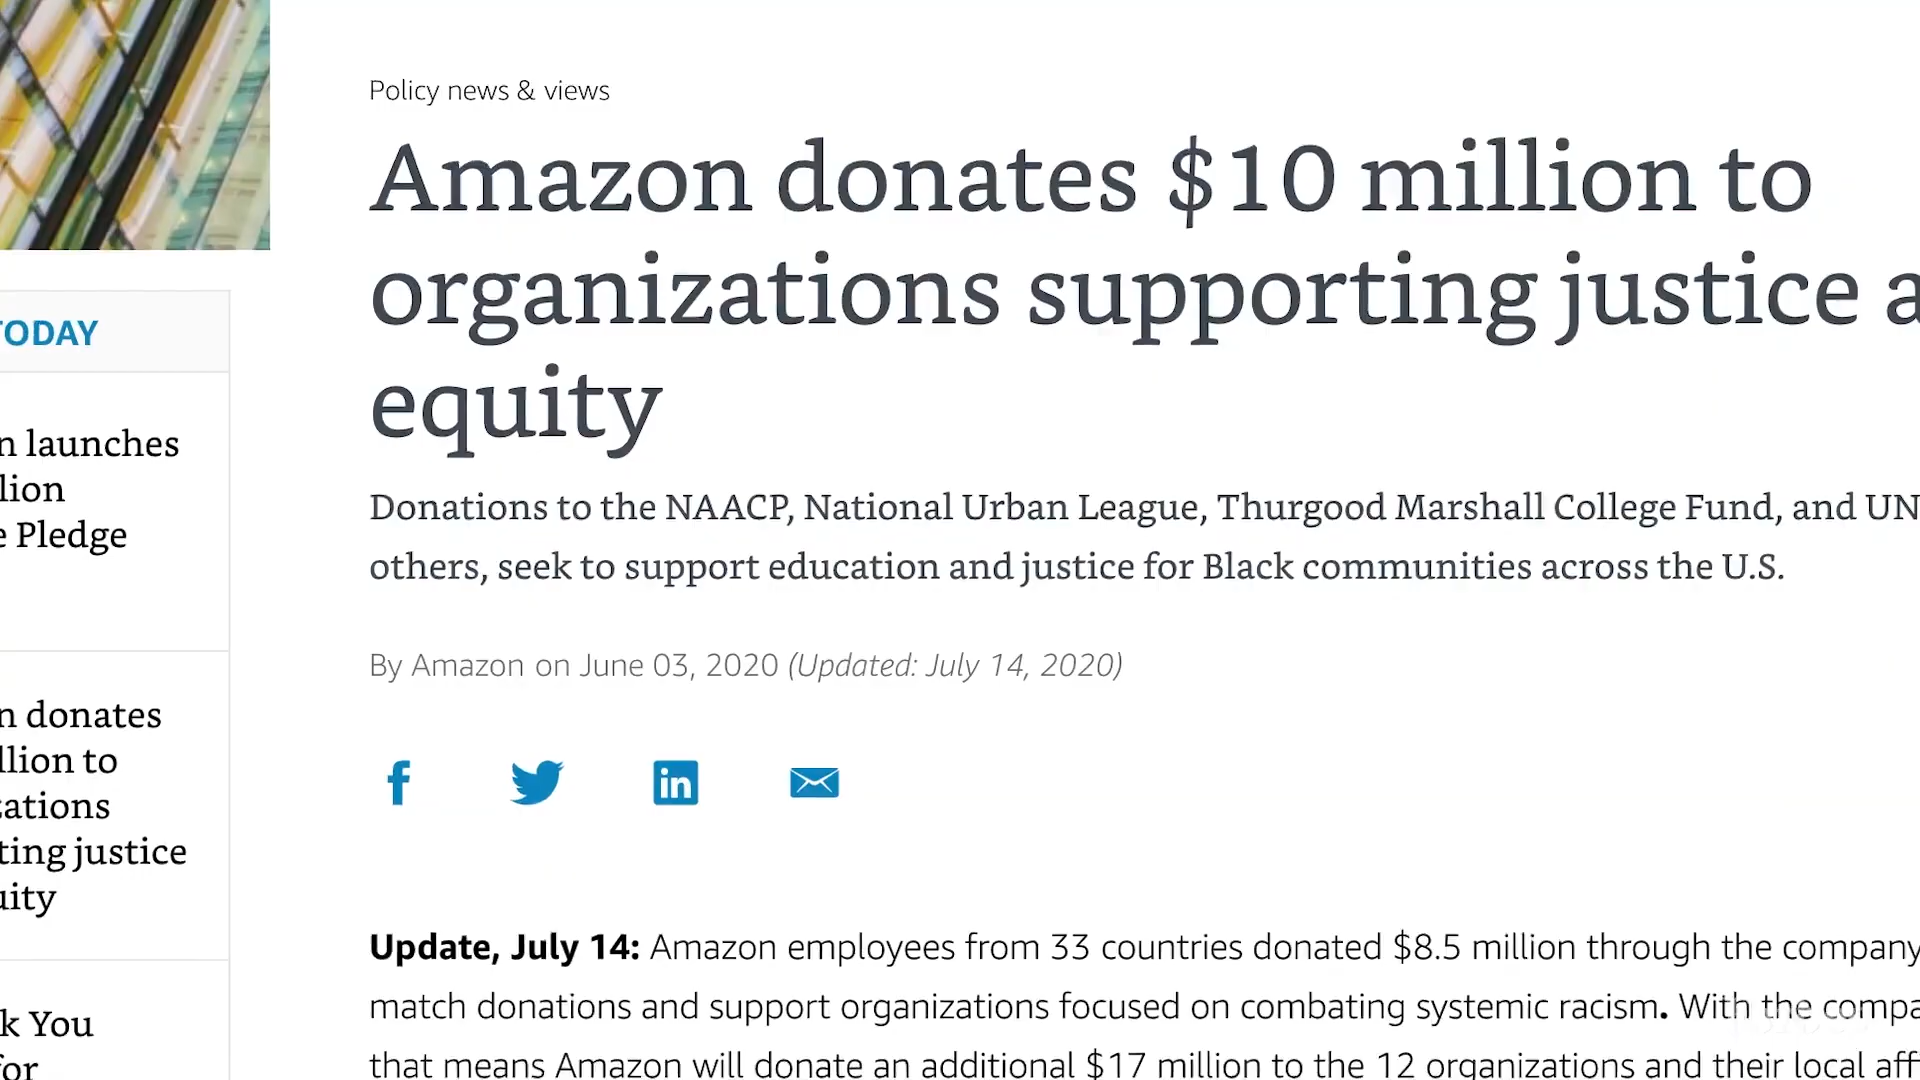 Policy news & views
Amazon donates $10 million to
organizations supporting justice a
equity
Donations to the NAACP, National Urban League, Thurgood Marshall College Fund, and UN
others, seek to support education and justice for Black communities across the U.S.
By Amazon on June 03, 2020 (Updated: July 14, 2020)
f
in
Update, July 14: Amazon employees from 33 countries donated $8.5 million through the company
match donations and support organizations focused on combating systemic racism. With the compa
that means Amazon will donate an additional $17 million to the 12 organizations and their local aff
TODAY
n launches
lion
e Pledge
n donates
llion to
zations
ting justice
uity
k You
for